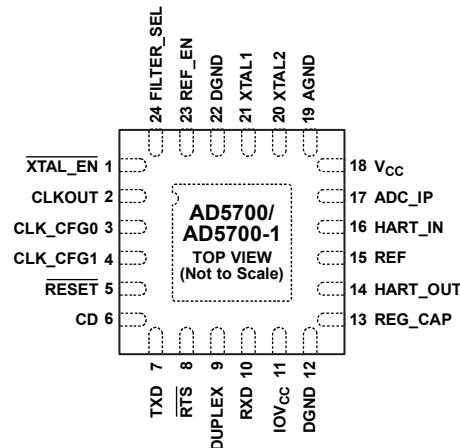 24 FILTER_SEL
23 REF_EN
22 DGND
21 XTAL1
20 XTAL2
19 AGND
XTAL_EN 1
CLKOUT 2
CLK_CFG0 3
CLK_CFG1 4
RESET 5
CD 6
AD5700/
AD5700-1
TOP VIEW
(Not to Scale)
18 VCC
17 ADC_IP
16 HART_IN
15 REF
14 HART_OUT
13 REG_CAP
TXD 7
RTS 8
DUPLEX 9
RXD 10
IOVCC 11
DGND 12